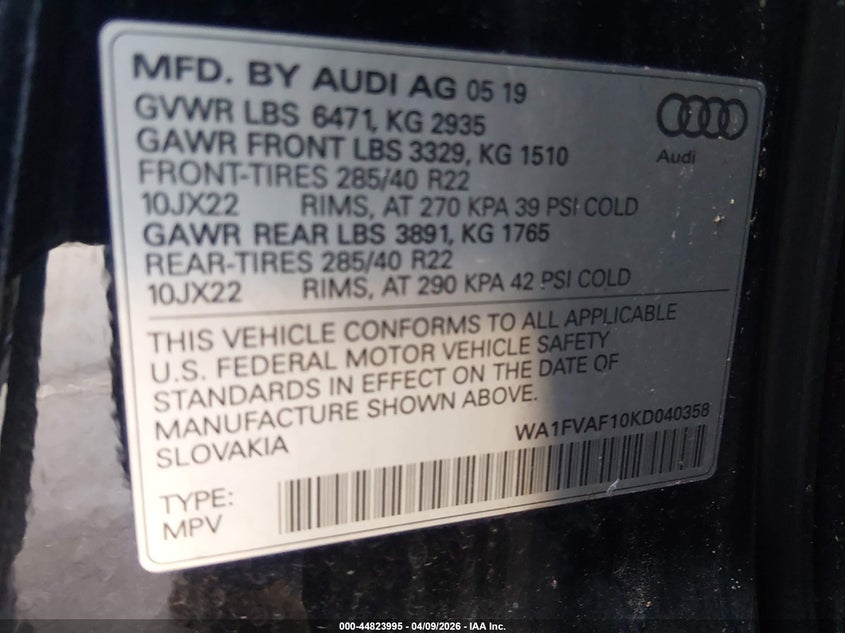 MFD. BY AUDI AG 05 19
GVWR LBS 6471, KG 2935
GAWR FRONT LBS 3329, KG 1510
FRONT-TIRES 285/40 R22
10JX22 RIMS, AT 270 KPA 39 PSI COLD
GAWR REAR LBS 3891, KG 1765
REAR-TIRES 285/40 R22
10JX22 RIMS, AT 290 KPA 42 PSI COLD
Audi
THIS VEHICLE CONFORMS TO ALL APPLICABLE
U.S. FEDERAL MOTOR VEHICLE SAFETY
STANDARDS IN EFFECT ON THE DATE OF
MANUFACTURE SHOWN ABOVE.
SLOVAKIA
WA1FVAF10KD040358
TYPE:
MPV
000-44823995 04/09/2026 - IAA Inc.